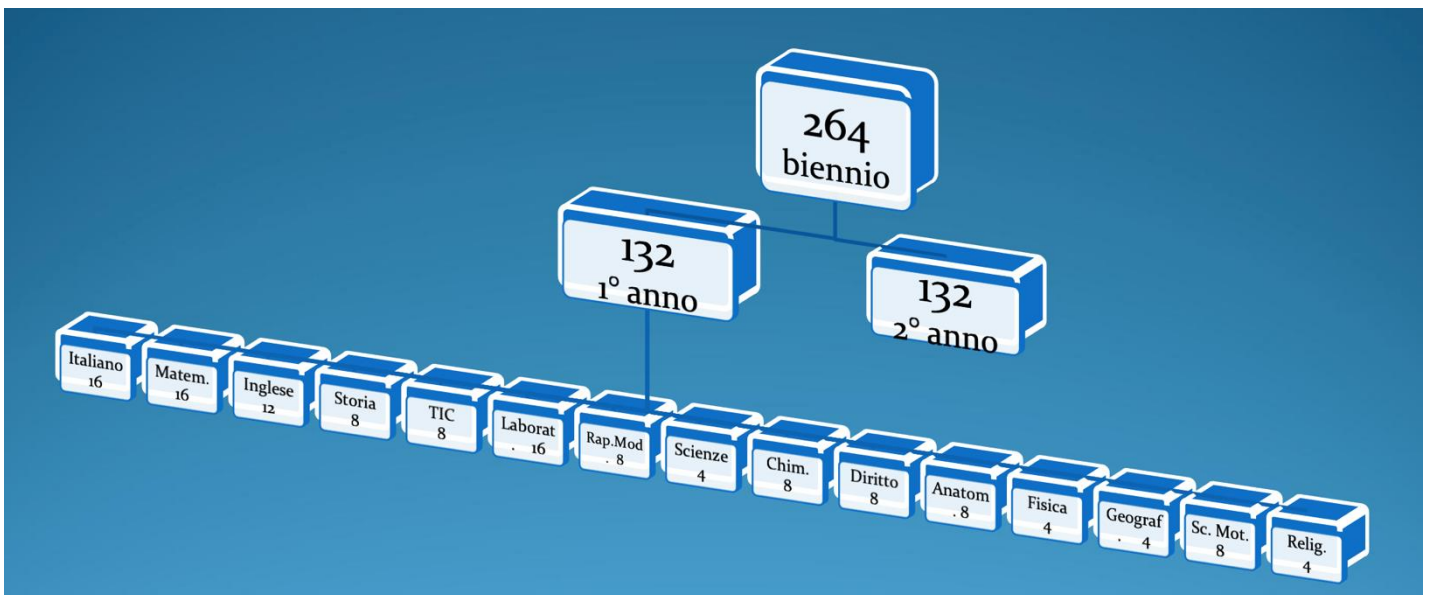 264
biennio
132
1° anno
132
2° anno
Italiano
16
Matem.
16
Inglese
12
Storia
8
TIC
8
Laborat
. 16
Rap.Mod
. 8
Scienze
4
Chim.
8
Diritto
8
Anatom
. 8
Fisica
4
Geograf
. 4
Sc. Mot.
8
Relig.
4